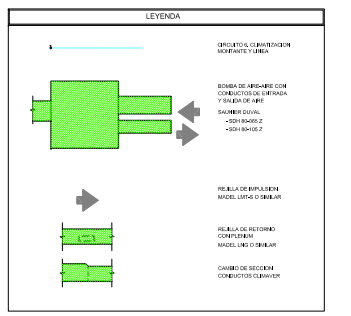 LEYENDA
CIRCUITO 6, CLIMATIZACION
MONTANTE Y LINEA
BOMBA DE AIRE-AIRE CON
CONDUCTOS DE ENTRADA
Y SALIDA DE AIRE
SAUNIER DUVAL
- SDH 80-065 Z
- SDH 80-105 Z
REJILLA DE IMPULSION
MADEL LMT-S O SIMILAR
REJILLA DE RETORNO
CON PLENUM
MADEL LNG O SIMILAR
CAMBIO DE SECCION
CONDUCTOS CLIMAVER